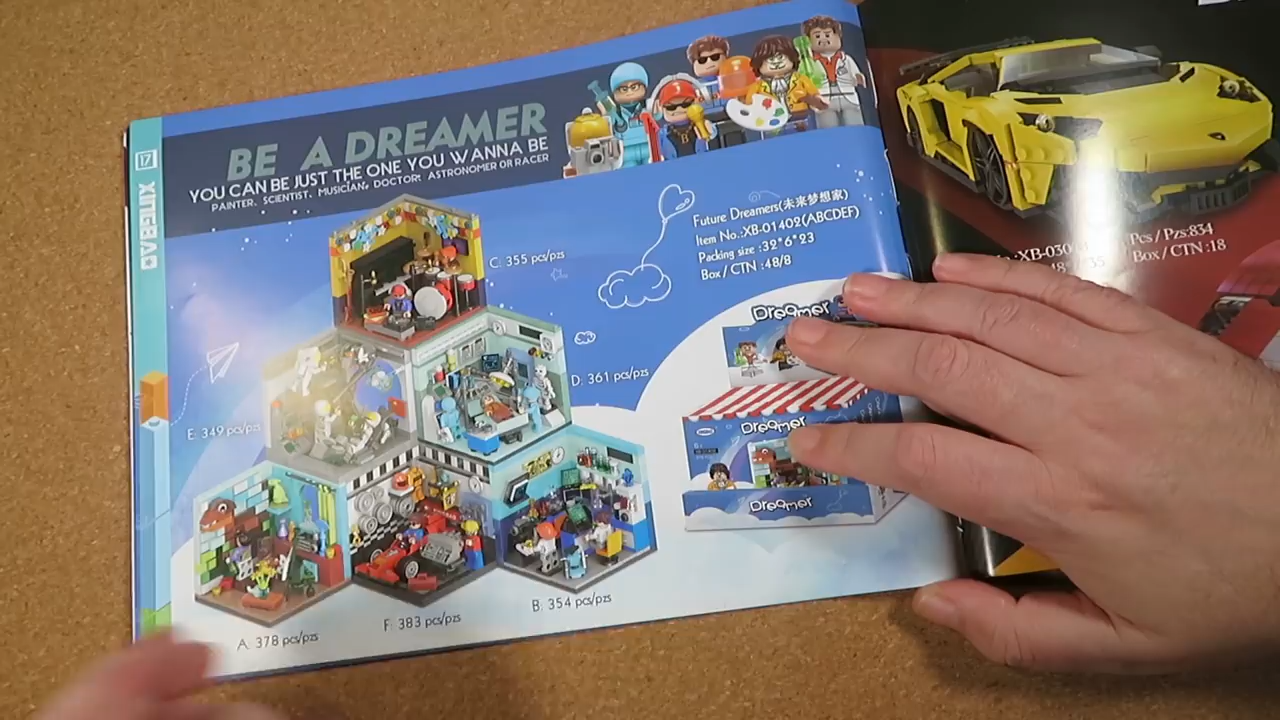 17
XINGBAO
BE A DREAMER
YOU CAN BE JUST THE ONE YOU WANNA BE
PAINTER, SCIENTIST, MUSICIAN, DOCTOR, ASTRONOMER OR RACER
Future Dreamers(未来梦想家)
Item No.:XB-01402(ABCDEF)
Packing size :32*6*23
Box / CTN :48/8
C: 355 pcs/pzs
D: 361 pcs/pzs
E: 349 pcs/pzs
A: 378 pcs/pzs
F: 383 pcs/pzs
B: 354 pcs/pzs
Dreamer
Dreamer
Dreamer
XB-0300
Pcs / Pzs:834
Box / CTN :18